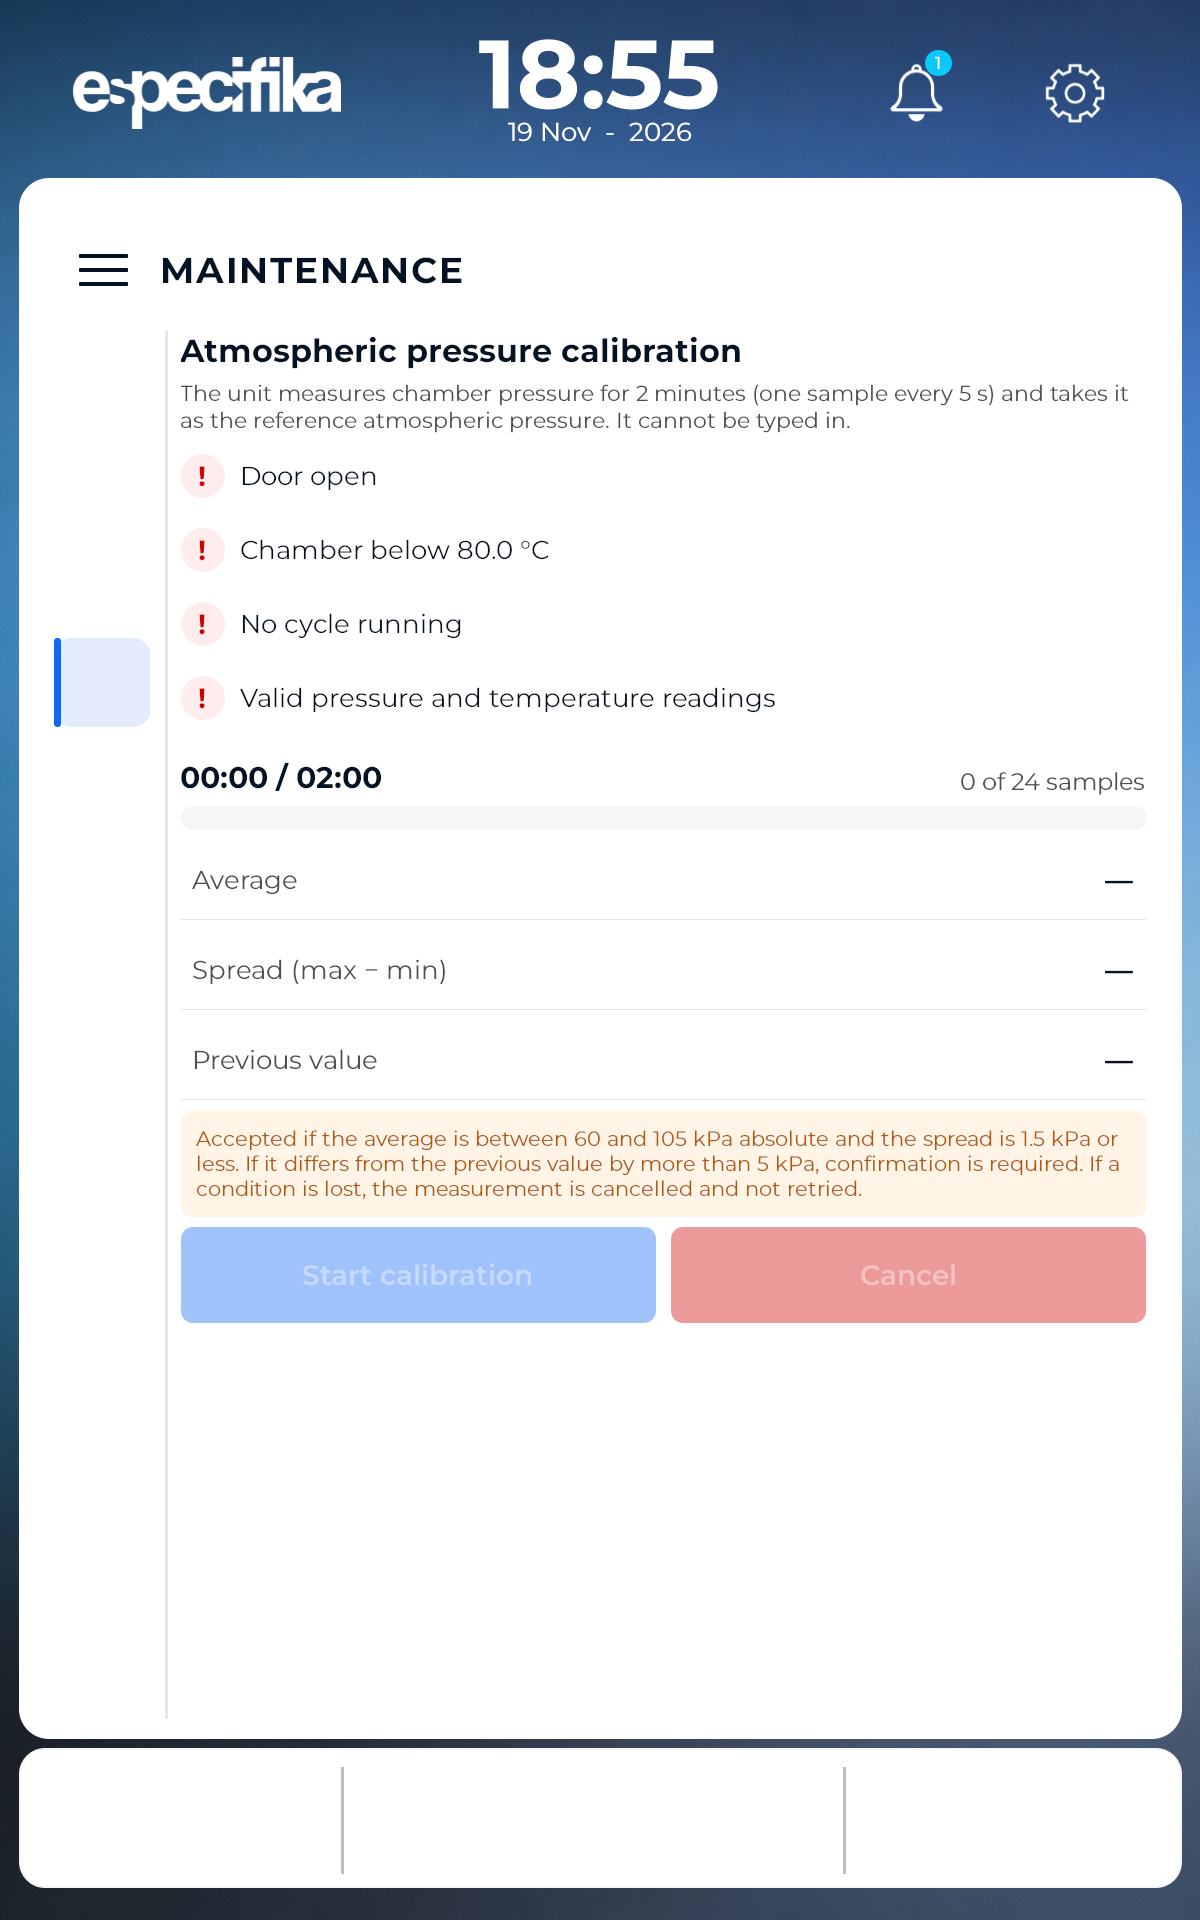 e-specifika
18:55
19 Nov - 2026
1
MAINTENANCE
Atmospheric pressure calibration
The unit measures chamber pressure for 2 minutes (one sample every 5 s) and takes it
as the reference atmospheric pressure. It cannot be typed in.
! Door open
! Chamber below 80.0 °C
! No cycle running
! Valid pressure and temperature readings
00:00 / 02:00 0 of 24 samples
Average —
Spread (max − min) —
Previous value —
Accepted if the average is between 60 and 105 kPa absolute and the spread is 1.5 kPa or
less. If it differs from the previous value by more than 5 kPa, confirmation is required. If a
condition is lost, the measurement is cancelled and not retried.
Start calibration Cancel